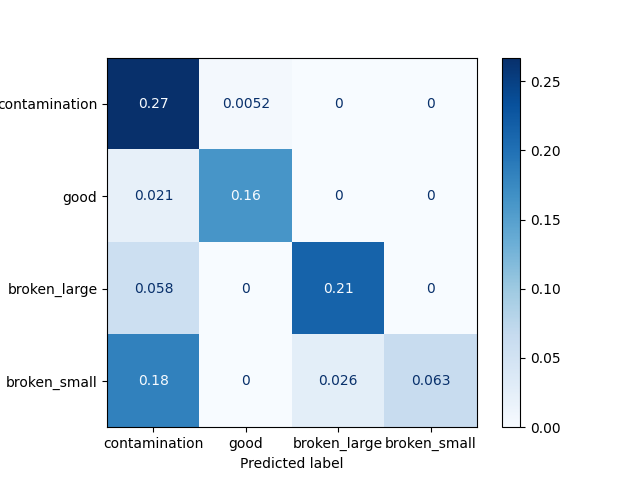 contamination 0.27 0.0052 0 0
good 0.021 0.16 0 0
broken_large 0.058 0 0.21 0
broken_small 0.18 0 0.026 0.063
contamination good broken_large broken_small
Predicted label
0.25
0.20
0.15
0.10
0.05
0.00